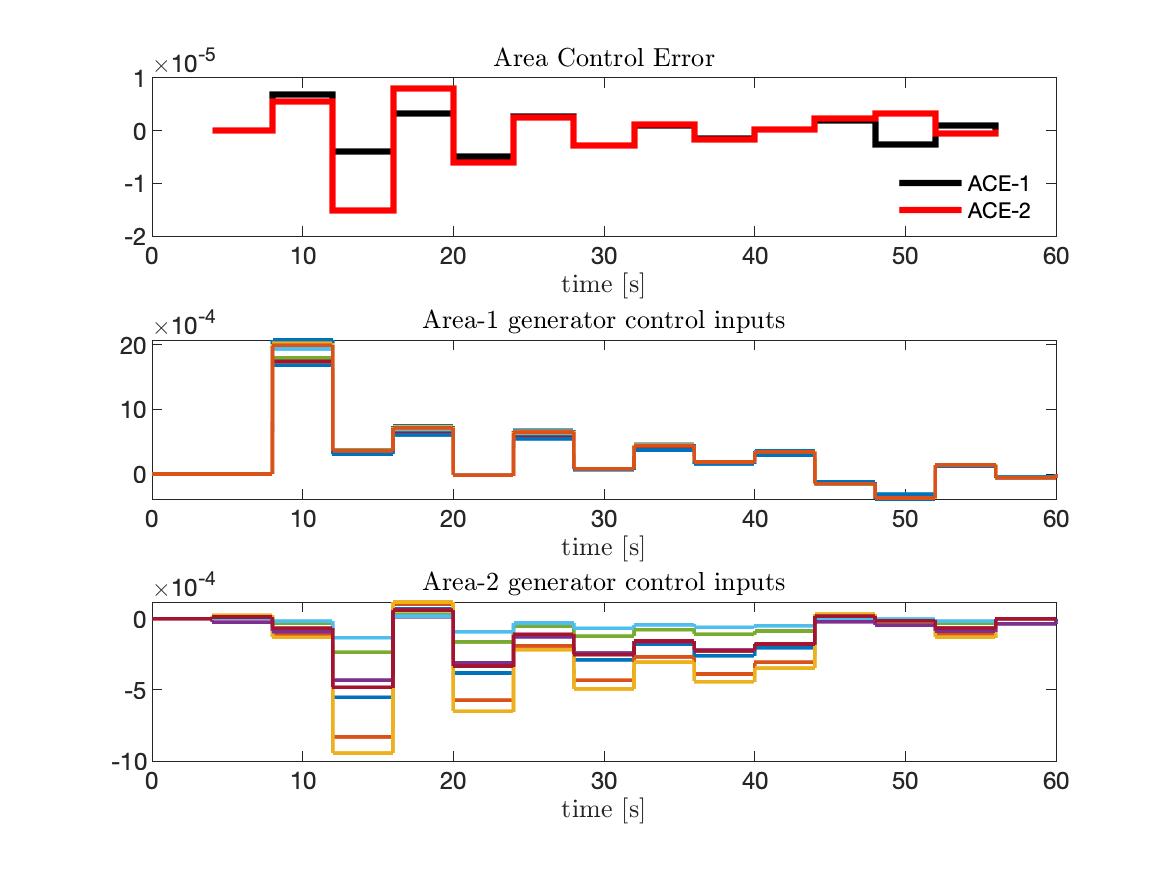 ×10-5
Area Control Error
1
0
-1
-2
ACE-1
ACE-2
0 10 20 30 40 50 60
time [s]
×10-4
Area-1 generator control inputs
20
10
0
0 10 20 30 40 50 60
time [s]
×10-4
Area-2 generator control inputs
0
-5
-10
0 10 20 30 40 50 60
time [s]